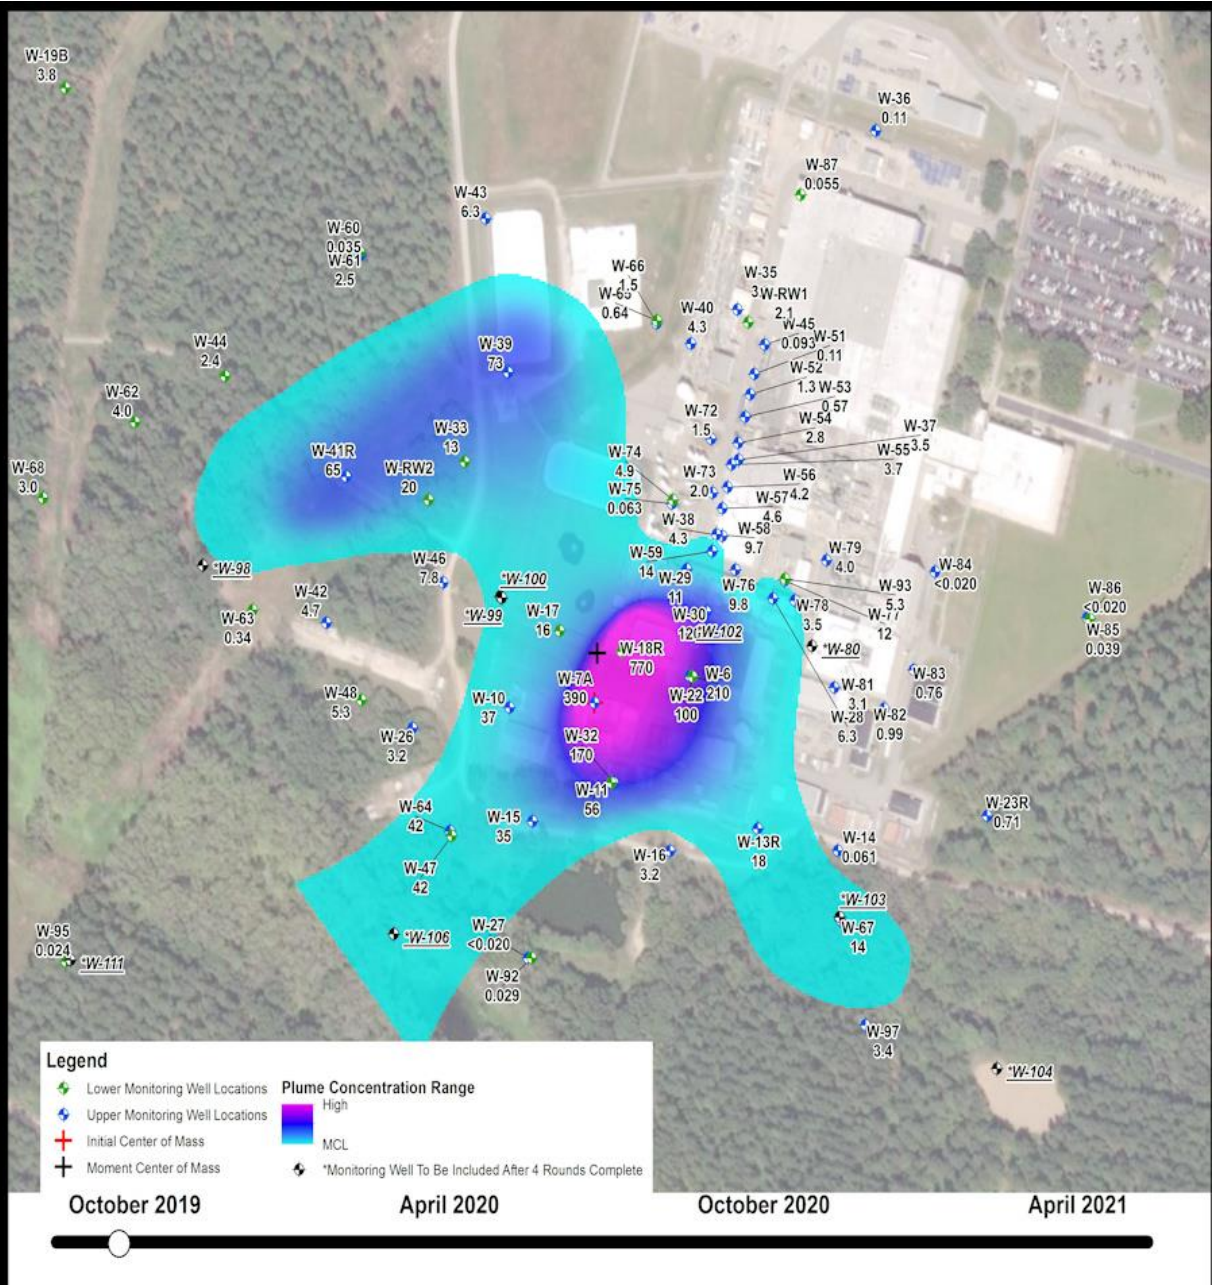 W-19B
3.8
W-36
0.11
W-87
0.055
W-43
6.3
W-60
0.035
W-61
2.5
W-66
1.5
0.64
W-35
W-RW1
2.1
W-40
4.3
W-45
0.093
W-51
0.11
W-44
2.4
W-39
73
W-52
1.3
W-53
0.57
W-62
4.0
W-72
1.5
W-54
2.8
W-37
3.5
W-33
13
W-41R
65
W-RW2
20
W-74
4.9
W-55
3.7
W-68
3.0
W-73
2.0
W-56
4.2
W-75
0.063
W-57
4.6
W-38
4.3
W-58
9.7
W-59
14
W-79
4.0
W-84
<0.020
*W-98
W-46
7.8
*W-100
W-29
11
W-76
9.8
W-93
5.3
W-86
<0.020
W-85
0.039
W-63
0.34
W-42
4.7
*W-99
W-17
16
W-30
*W-102
W-78
3.5
W-77
12
*W-80
W-18R
770
W-7A
390
W-6
210
W-22
100
W-83
0.76
W-81
3.1
W-82
0.99
W-28
6.3
W-48
5.3
W-10
37
W-26
3.2
W-32
170
W-11
56
W-64
42
W-15
35
W-23R
0.71
W-13R
18
W-14
0.061
W-16
3.2
W-47
42
*W-103
W-67
14
W-95
0.024
*W-111
*W-106
W-27
<0.020
W-92
0.029
W-97
3.4
*W-104
Legend
Lower Monitoring Well Locations
Upper Monitoring Well Locations
Initial Center of Mass
Moment Center of Mass
Plume Concentration Range
High
MCL
*Monitoring Well To Be Included After 4 Rounds Complete
October 2019 April 2020 October 2020 April 2021